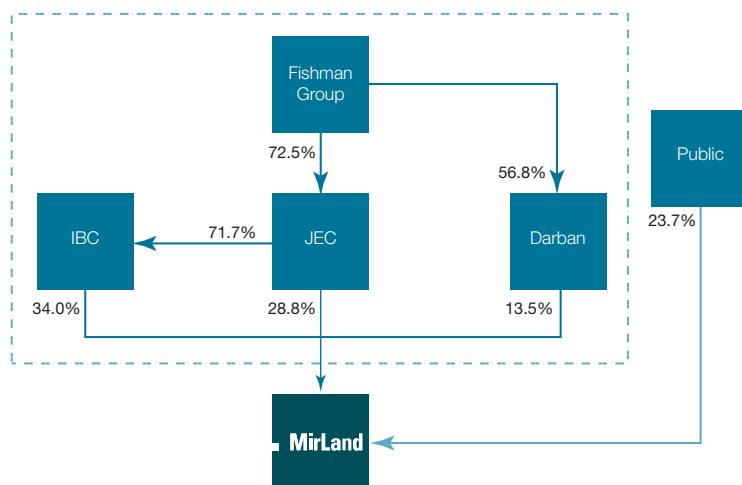 Fishman
Group
72.5%
56.8%
Public
23.7%
IBC
71.7%
JEC
Darban
34.0%
28.8%
13.5%
MirLand